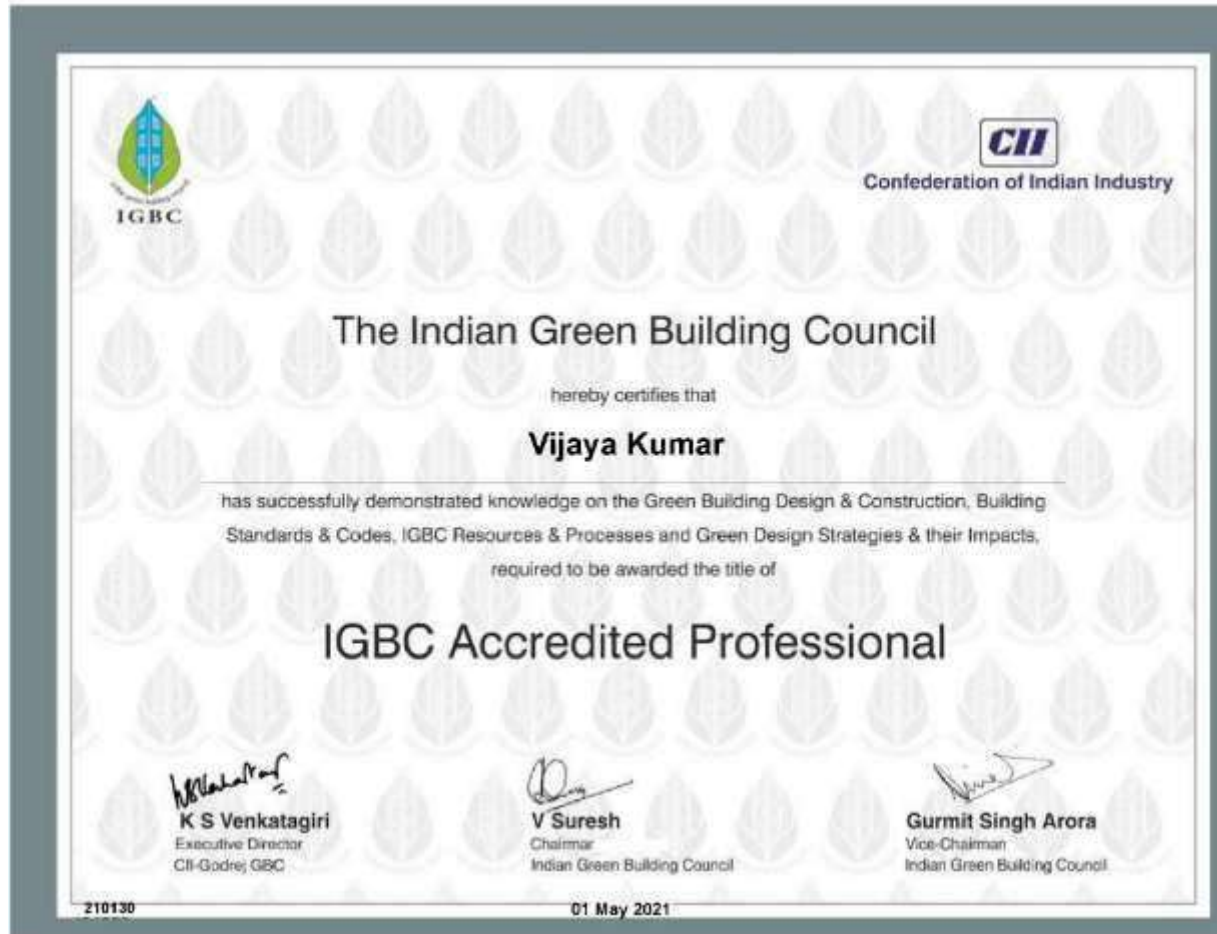 IGBC
CII
Confederation of Indian Industry
The Indian Green Building Council
hereby certifies that
Vijaya Kumar
has successfully demonstrated knowledge on the Green Building Design & Construction, Building
Standards & Codes, IGBC Resources & Processes and Green Design Strategies & their Impacts,
required to be awarded the title of
IGBC Accredited Professional
K S Venkatagiri
Executive Director
CII-Godrej GBC
V Suresh
Chairman
Indian Green Building Council
Gurmit Singh Arora
Vice-Chairman
Indian Green Building Council
210130
01 May 2021